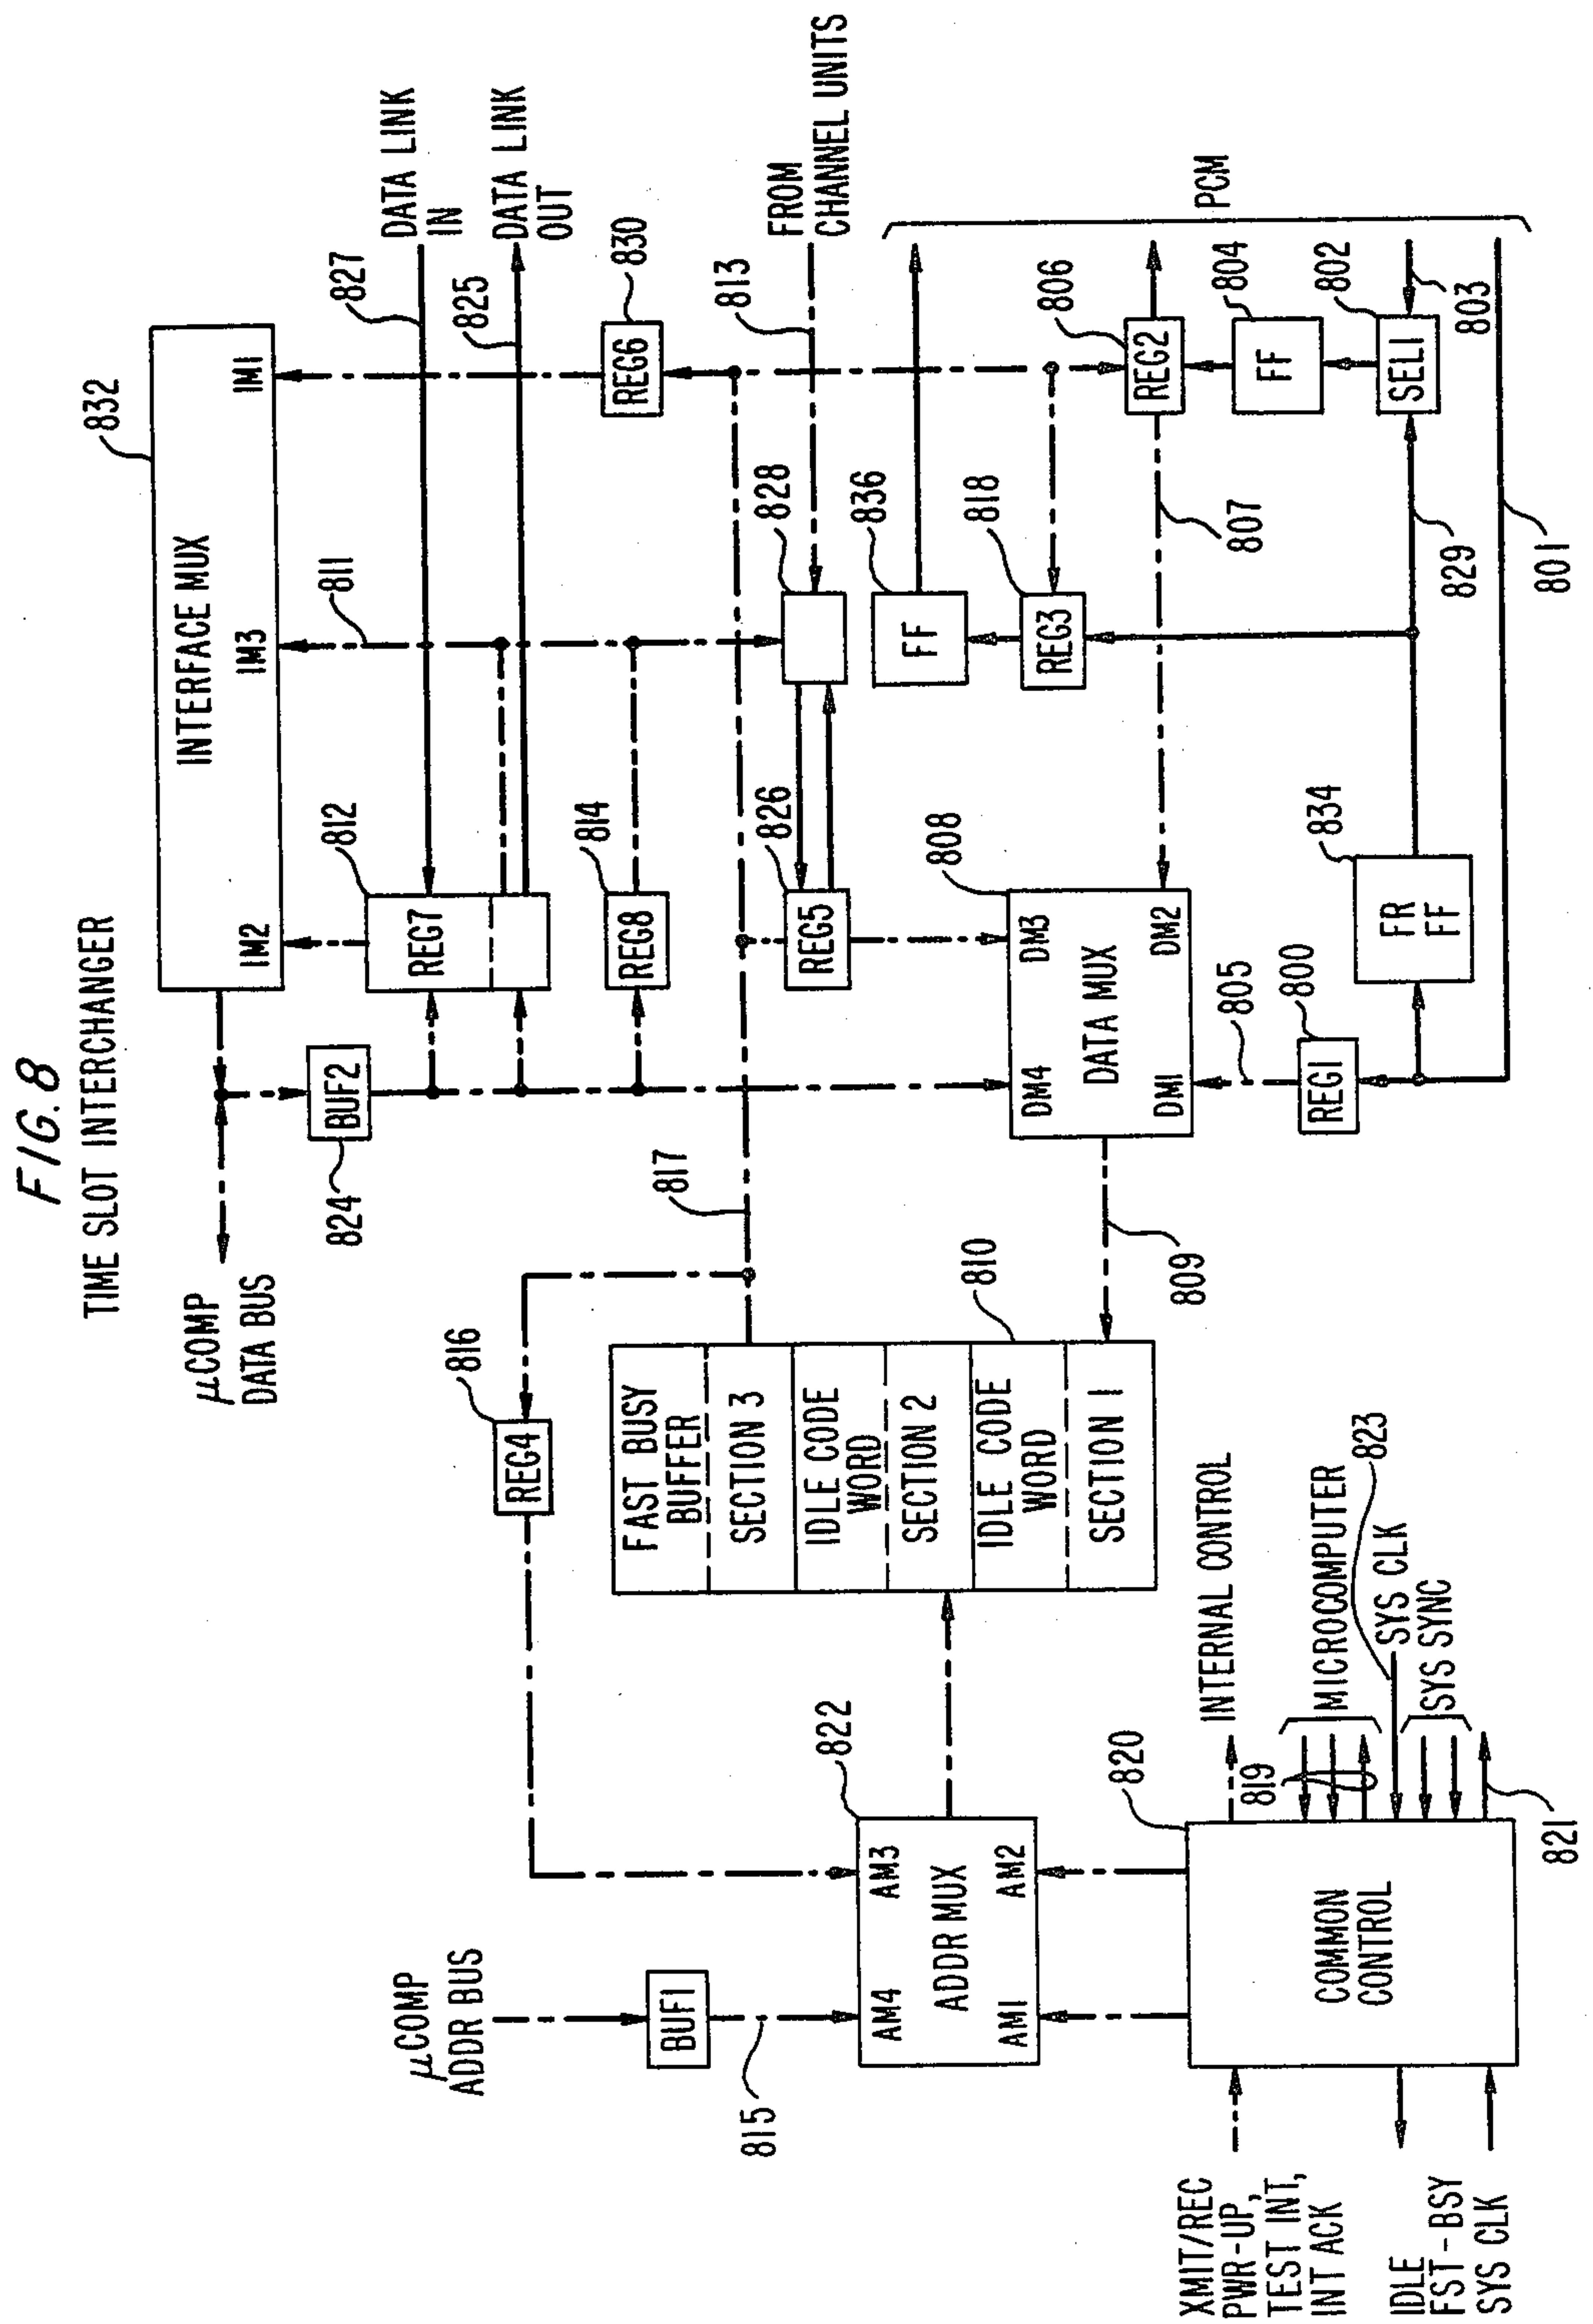 FIG. 8
TIME SLOT INTERCHANGER
μCOMP
DATA BUS
832
INTERFACE MUX
IM2
IM3
IM1
BUF2
824
812
REG7
811
827
825
DATA LINK
IN
DATA LINK
OUT
814
REG8
REG6
830
817
826
REG5
828
813
FROM
CHANNEL UNITS
816
REG4
808
DM4
DM3
DATA MUX
DM1
DM2
836
FF
818
REG3
806
REG2
807
804
FF
802
SEL1
803
PCM
805
800
REG1
834
FR
FF
829
801
809
810
FAST BUSY
BUFFER
SECTION 3
IDLE CODE
WORD
SECTION 2
IDLE CODE
WORD
SECTION 1
μCOMP
ADDR BUS
BUF1
815
822
AM4
AM3
ADDR MUX
AM1
AM2
820
COMMON
CONTROL
INTERNAL CONTROL
819
MICROCOMPUTER
SYS CLK
823
SYS SYNC
821
XMIT/REC
PWR-UP,
TEST INT,
INT ACK
IDLE
FST-BSY
SYS CLK